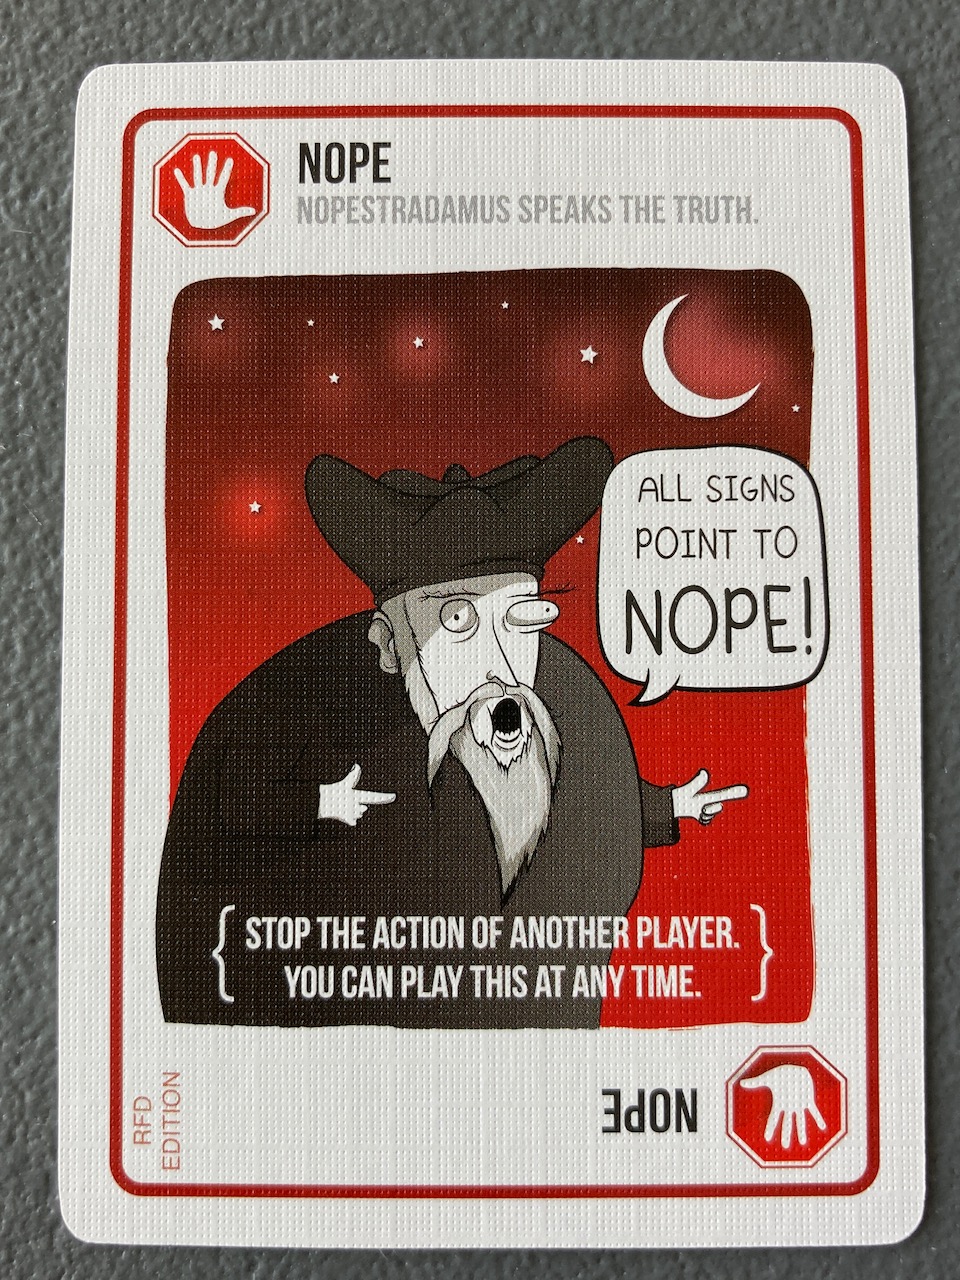 NOPE
NOPESTRADAMUS SPEAKS THE TRUTH.
ALL SIGNS
POINT TO
NOPE!
{ STOP THE ACTION OF ANOTHER PLAYER.
YOU CAN PLAY THIS AT ANY TIME. }
RFD
EDITION
NOPE